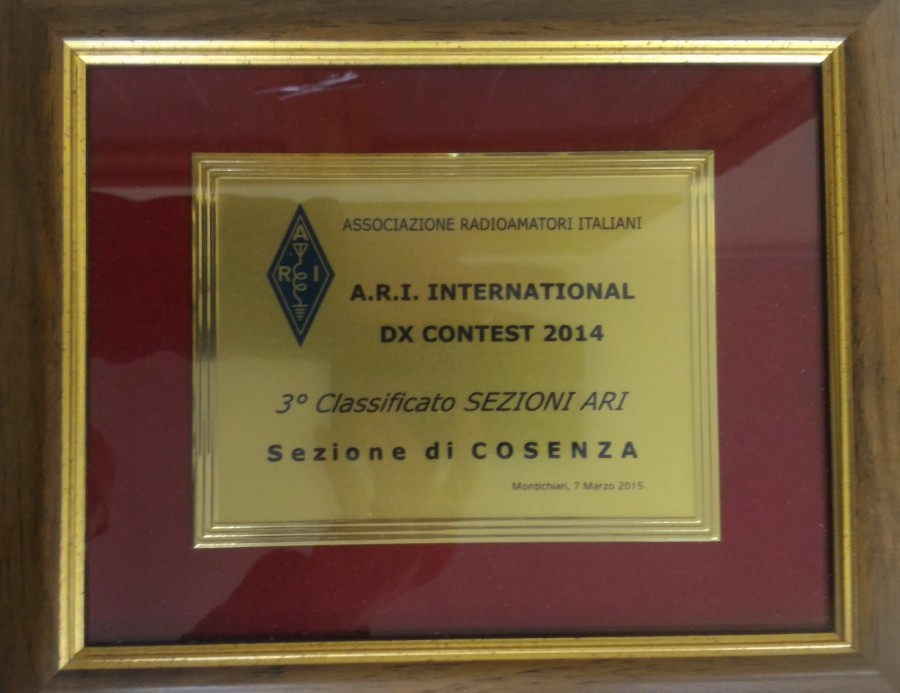 A
R I
ASSOCIAZIONE RADIOAMATORI ITALIANI
A.R.I. INTERNATIONAL
DX CONTEST 2014
3° Classificato SEZIONI ARI
Sezione di COSENZA
Montichiari, 7 Marzo 2015